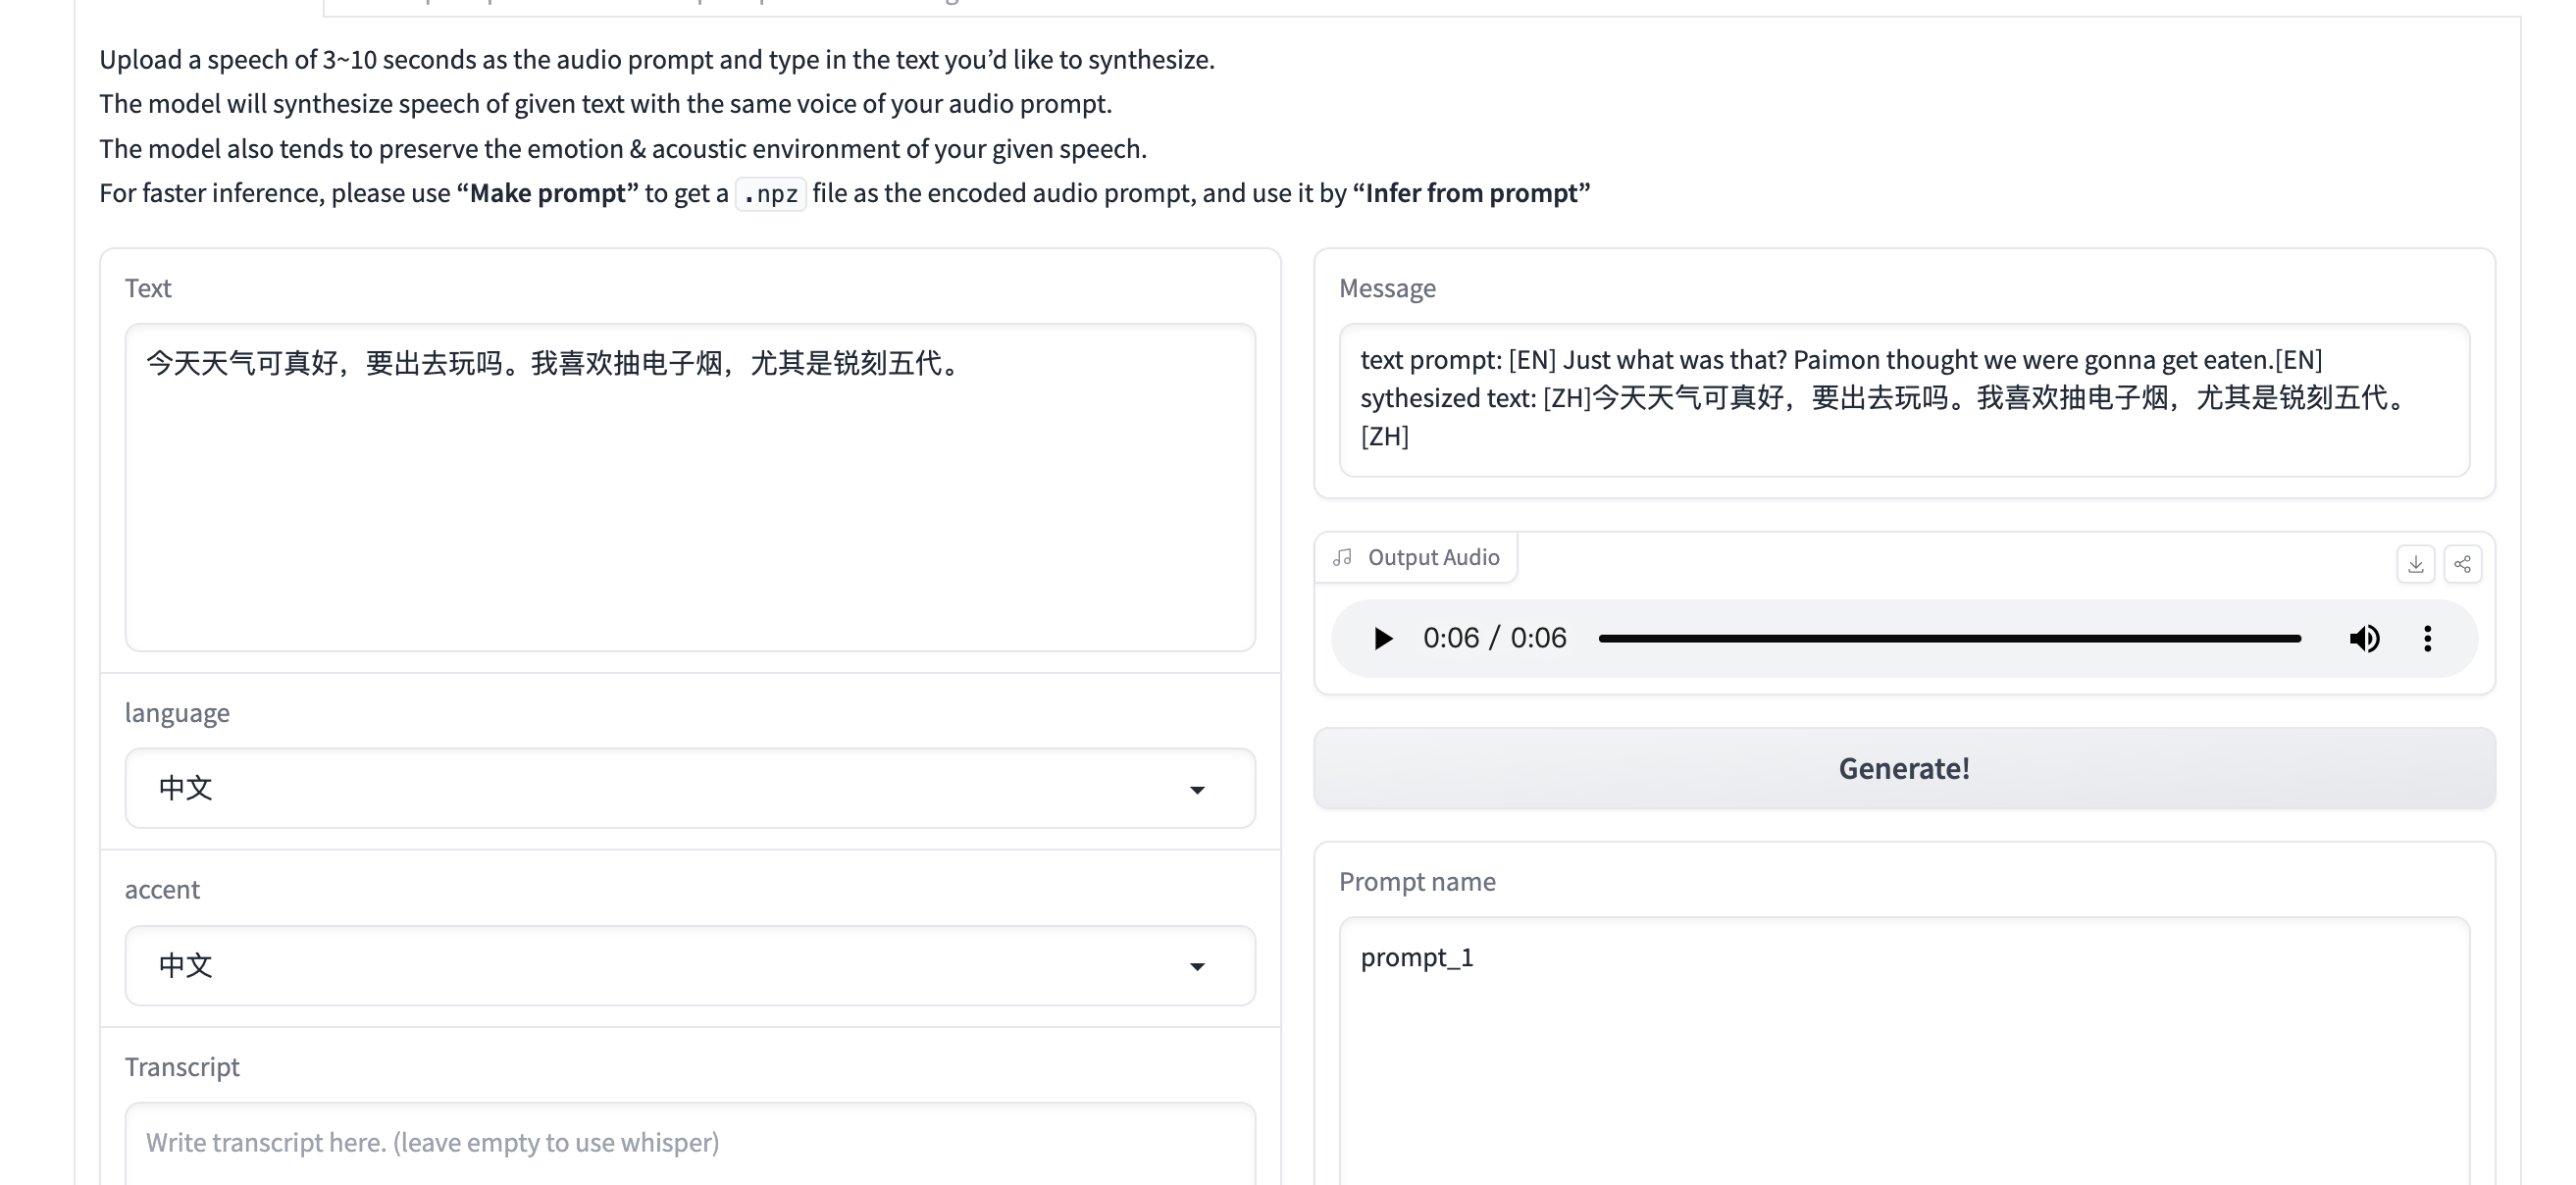 Upload a speech of 3~10 seconds as the audio prompt and type in the text you’d like to synthesize.
The model will synthesize speech of given text with the same voice of your audio prompt.
The model also tends to preserve the emotion & acoustic environment of your given speech.
For faster inference, please use “Make prompt” to get a .npz file as the encoded audio prompt, and use it by “Infer from prompt”
Text
今天天气可真好，要出去玩吗。我喜欢抽电子烟，尤其是锐刻五代。
language
中文
accent
中文
Transcript
Write transcript here. (leave empty to use whisper)
Message
text prompt: [EN] Just what was that? Paimon thought we were gonna get eaten.[EN]
sythesized text: [ZH]今天天气可真好，要出去玩吗。我喜欢抽电子烟，尤其是锐刻五代。
[ZH]
Output Audio
0:06 / 0:06
Generate!
Prompt name
prompt_1